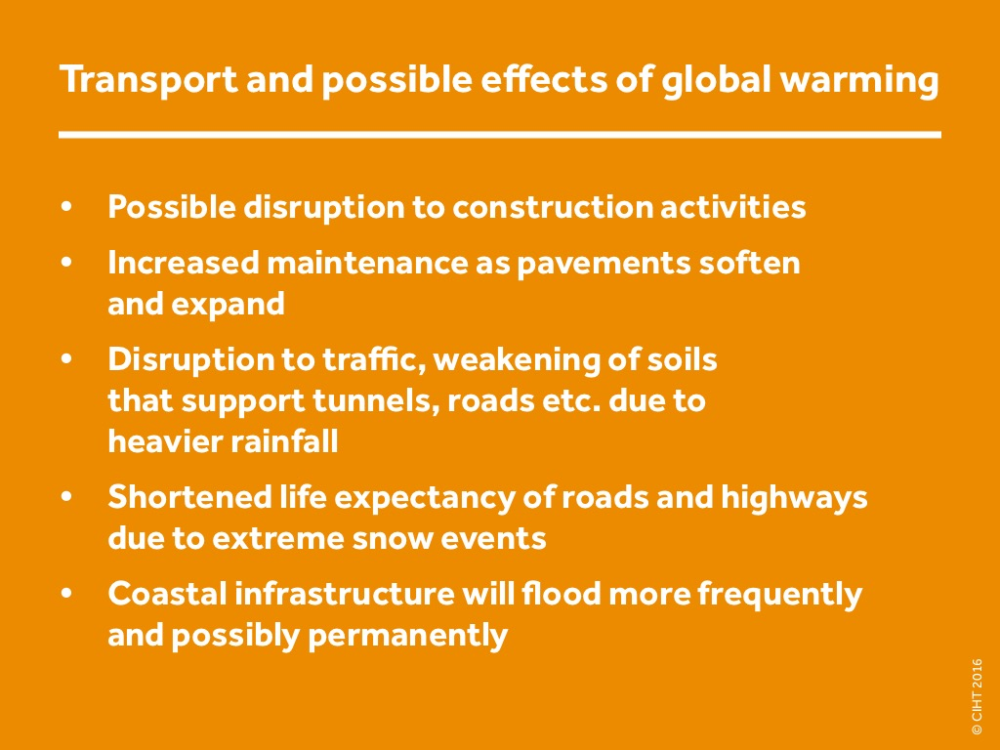 Transport and possible effects of global warming
• Possible disruption to construction activities
• Increased maintenance as pavements soften
and expand
• Disruption to traffic, weakening of soils
that support tunnels, roads etc. due to
heavier rainfall
• Shortened life expectancy of roads and highways
due to extreme snow events
• Coastal infrastructure will flood more frequently
and possibly permanently
© CIHT 2016